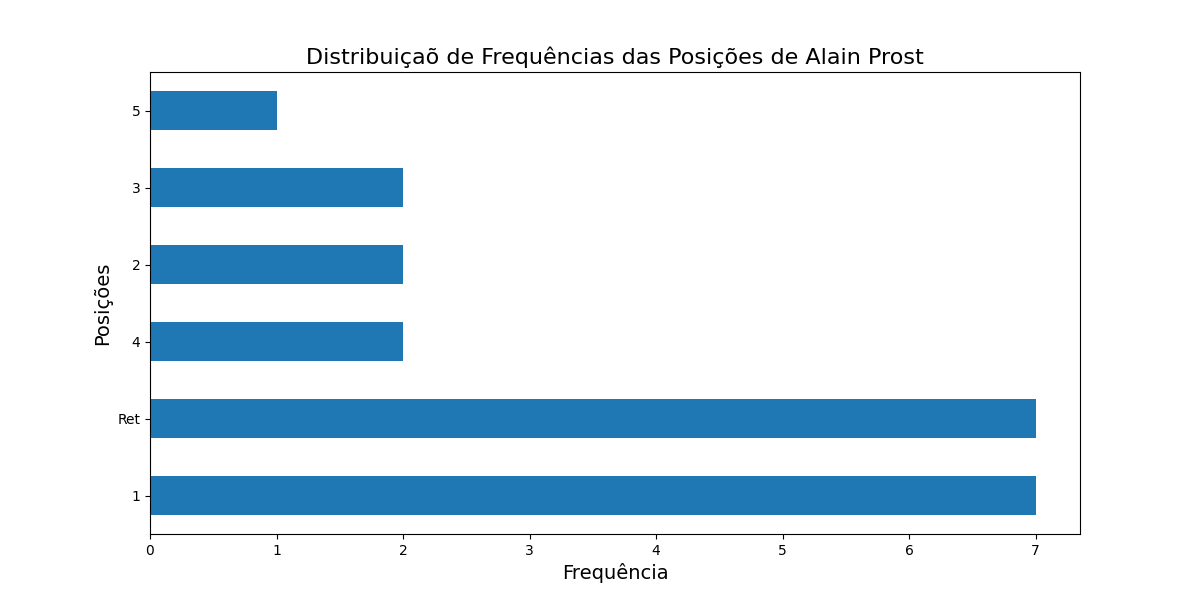 Distribuiçaõ de Frequências das Posições de Alain Prost
5
3
2
4
Ret
1
Posições
0 1 2 3 4 5 6 7
Frequência